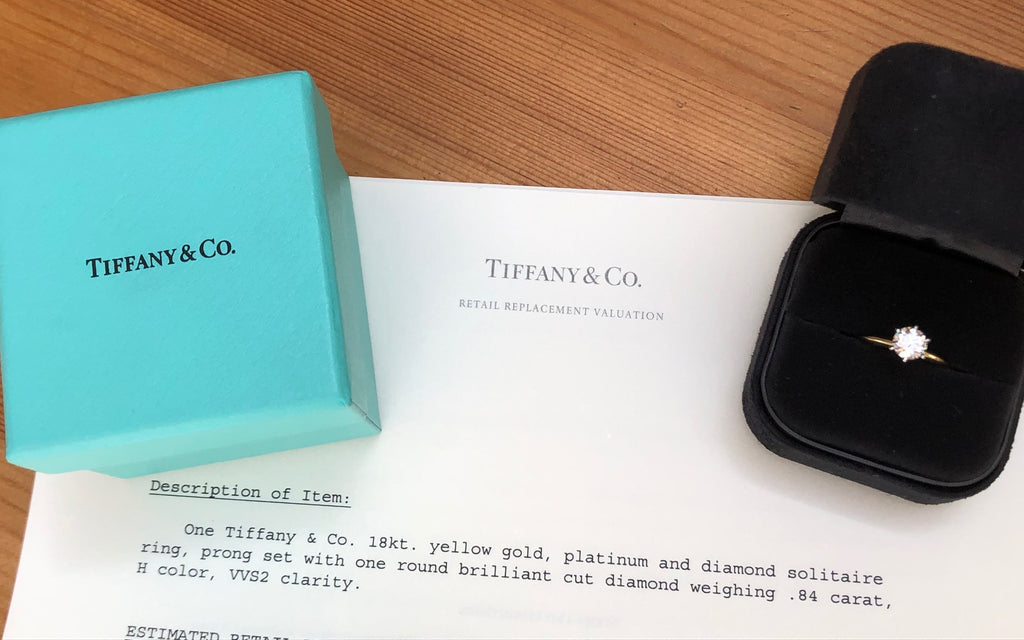 TIFFANY & CO.
TIFFANY & CO.
RETAIL REPLACEMENT VALUATION
Description of Item:
One Tiffany & Co. 18kt. yellow gold, platinum and diamond solitaire
ring, prong set with one round brilliant cut diamond weighing .84 carat,
H color, VVS2 clarity.
ESTIMATED RETAIL